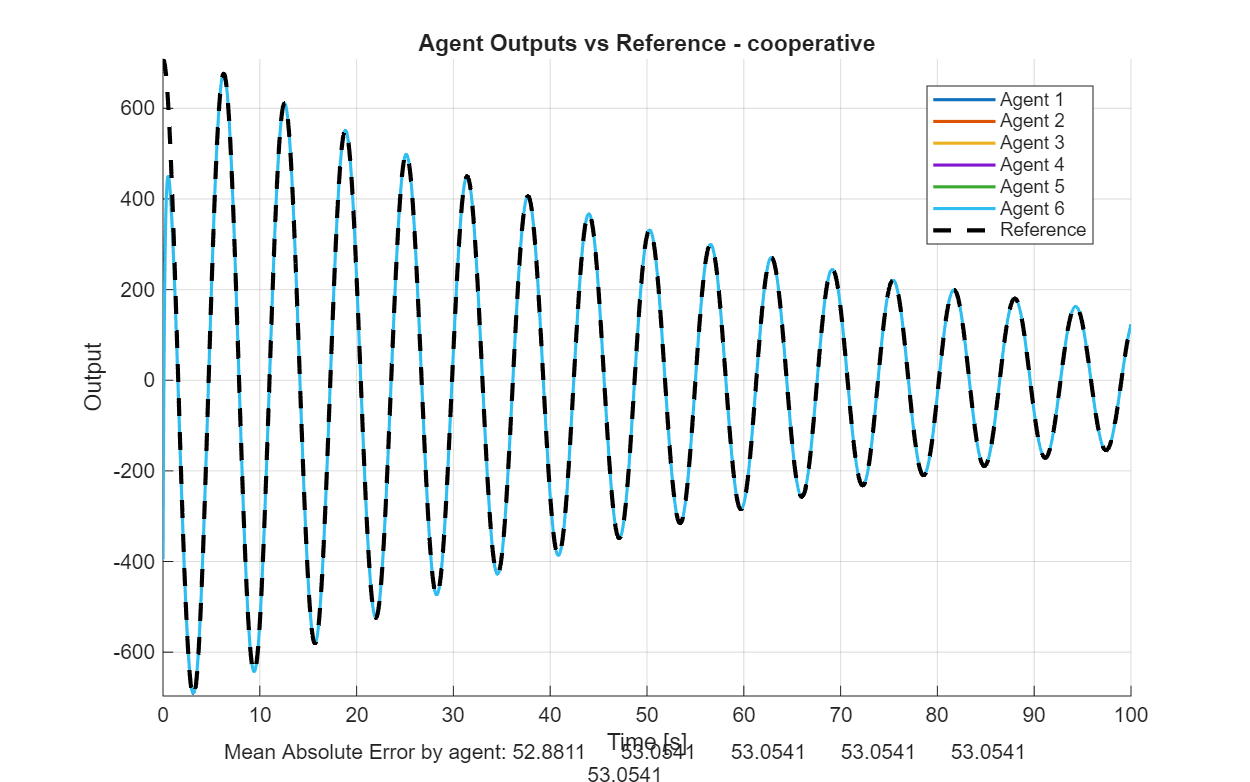 Agent Outputs vs Reference - cooperative
Agent 1
Agent 2
Agent 3
Agent 4
Agent 5
Agent 6
Reference
Output
600
400
200
0
-200
-400
-600
0 10 20 30 40 50 60 70 80 90 100
Time [s]
Mean Absolute Error by agent: 52.8811 53.0541 53.0541 53.0541 53.0541
53.0541